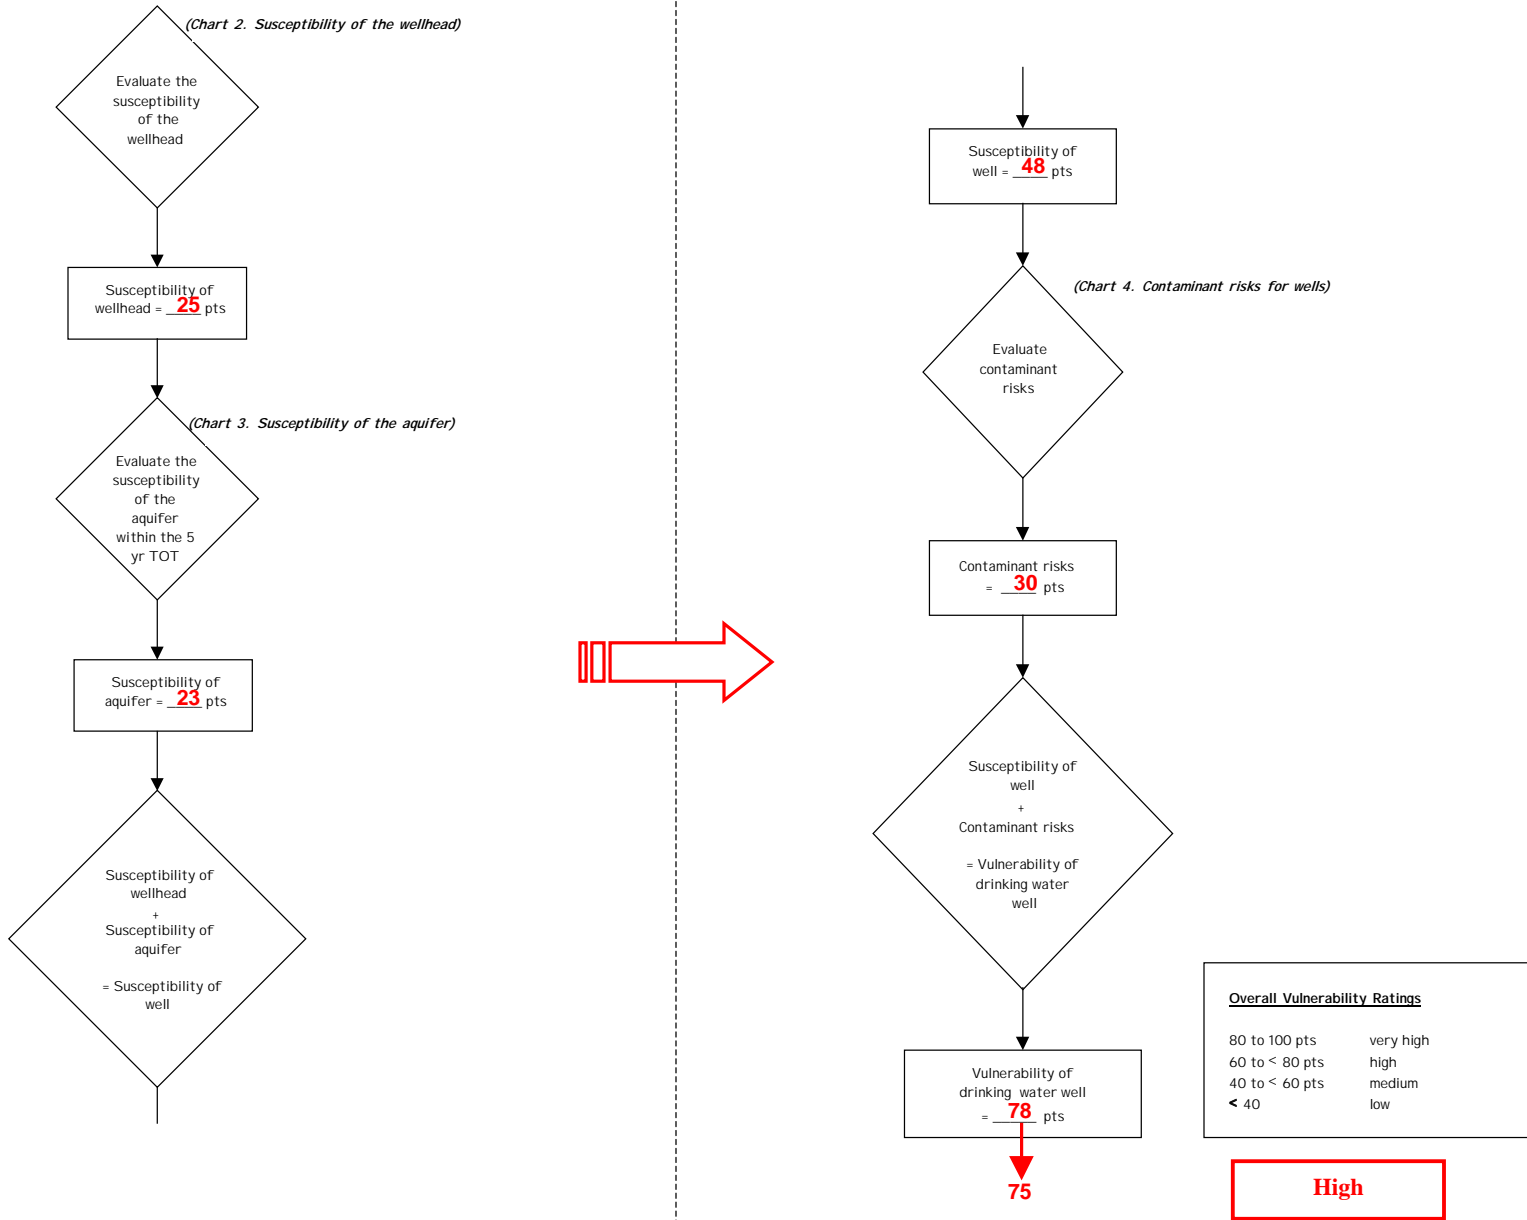 (Chart 2. Susceptibility of the wellhead)
Evaluate the
susceptibility
of the
wellhead
Susceptibility of
wellhead = 25 pts
(Chart 3. Susceptibility of the aquifer)
Evaluate the
susceptibility
of the
aquifer
within the 5
yr TOT
Susceptibility of
aquifer = 23 pts
Susceptibility of
wellhead
+
Susceptibility of
aquifer
= Susceptibility of
well
Susceptibility of
well = 48 pts
(Chart 4. Contaminant risks for wells)
Evaluate
contaminant
risks
Contaminant risks
= 30 pts
Susceptibility of
well
+
Contaminant risks
= Vulnerability of
drinking water
well
Vulnerability of
drinking water well
= 78 pts
75
Overall Vulnerability Ratings
80 to 100 pts very high
60 to < 80 pts high
40 to < 60 pts medium
< 40 low
High